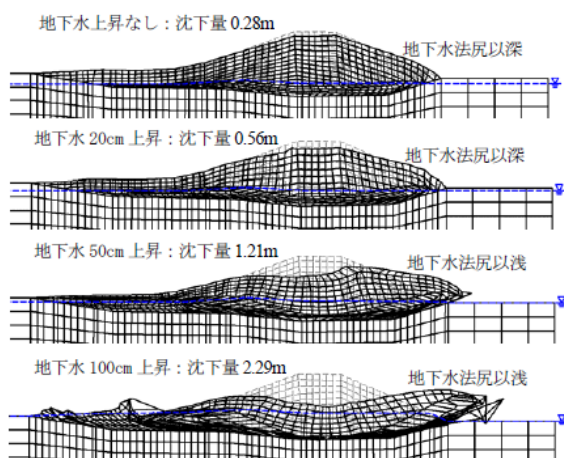 地下水上昇なし：沈下量 0.28m
地下水法尻以深
地下水 20cm 上昇：沈下量 0.56m
地下水法尻以深
地下水 50cm 上昇：沈下量 1.21m
地下水法尻以浅
地下水 100cm 上昇：沈下量 2.29m
地下水法尻以浅